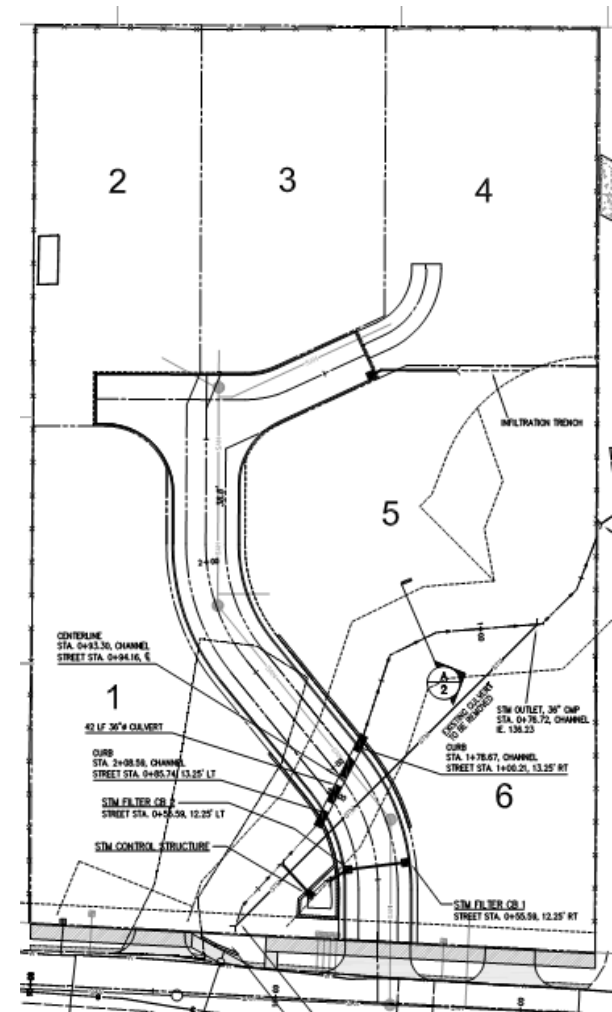 2
3
4
INFILTRATION TRENCH
5
38.8'
2+00
CENTERLINE
STA. 0+93.30, CHANNEL
STREET STA. 0+94.16, ℄
1
A
2
EXISTING CULVERT
TO BE REMOVED
STM OUTLET, 36" CMP
STA. 0+78.72, CHANNEL
IE. 136.23
42 LF 36"ø CULVERT
CURB
STA. 1+78.67, CHANNEL
STREET STA. 1+00.21, 13.25' RT
CURB
STA. 2+08.59, CHANNEL
STREET STA. 0+85.74, 13.25' LT
6
STM FILTER CB 2
STREET STA. 0+55.59, 12.25' LT
STM CONTROL STRUCTURE
STM FILTER CB 1
STREET STA. 0+55.59, 12.25' RT
S
S
S
S